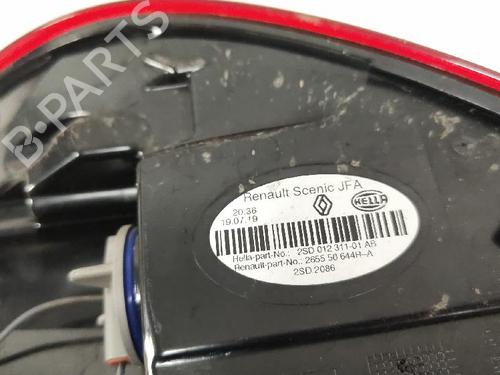 B-PARTS
Renault Scenic JFA
20:36
19.07.19
HELLA
Hella-part-No.: 2SD 012 311-01 AB
Renault-part-No.: 2655 50 644R--A
2SD 2086